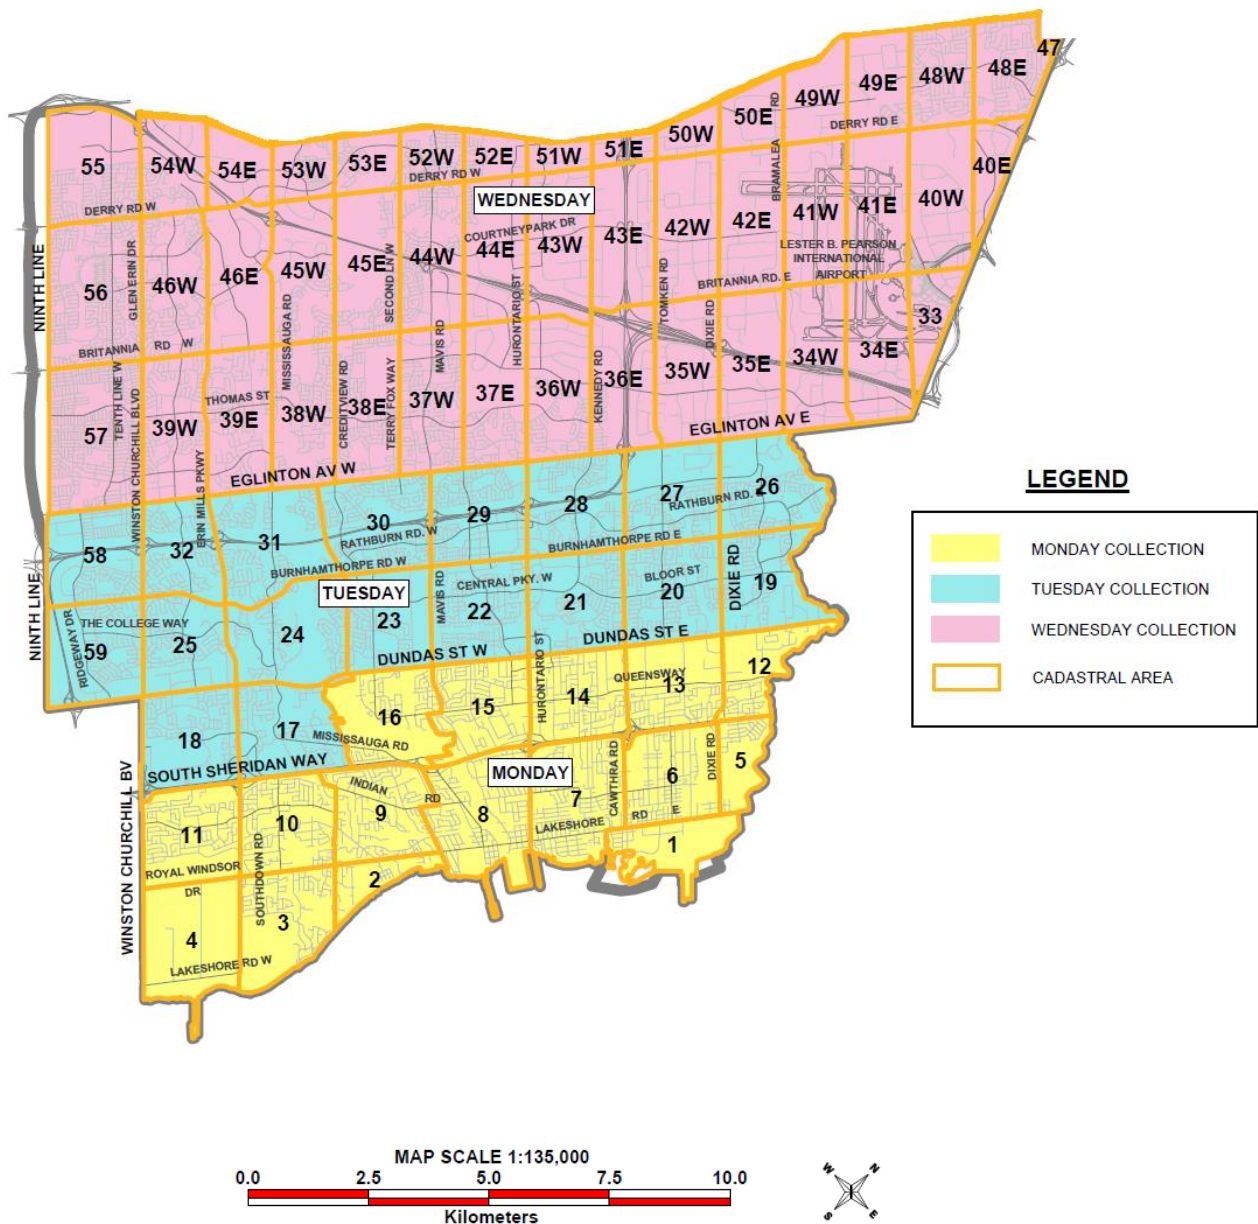 47
48E
48W
49E
49W
50E
50W
BRAMALEA RD
DERRY RD E
51E
51W
52E
52W
53E
53W
54E
54W
55
DERRY RD W
DERRY RD W
WEDNESDAY
40E
40W
41E
41W
42E
42W
43E
43W
44E
44W
45E
45W
46E
46W
56
COURTNEYPARK DR
LESTER B. PEARSON
INTERNATIONAL
AIRPORT
BRITANNIA RD. E
NINTH LINE
GLEN ERIN DR
MISSISSAUGA RD
SECOND LN W
MAVIS RD
HURONTARIO ST
TOMKEN RD
DIXIE RD
BRITANNIA RD W
33
34E
34W
35E
35W
36E
36W
37E
37W
38E
38W
39E
39W
57
TENTH LINE W
WINSTON CHURCHILL BLVD
THOMAS ST
CREDITVIEW RD
TERRY FOX WAY
KENNEDY RD
ERIN MILLS PKWY
EGLINTON AV W
EGLINTON AV E
26
27
28
29
30
31
32
58
RATHBURN RD. W
RATHBURN RD.
BURNHAMTHORPE RD W
BURNHAMTHORPE RD E
NINTH LINE
RIDGEWAY DR
THE COLLEGE WAY
TUESDAY
MAVIS RD
CENTRAL PKY. W
BLOOR ST
DIXIE RD
19
20
21
22
23
24
25
59
DUNDAS ST W
DUNDAS ST E
HURONTARIO ST
QUEENSWAY
12
13
14
15
16
17
18
MISSISSAUGA RD
SOUTH SHERIDAN WAY
MONDAY
WINSTON CHURCHILL BV
INDIAN RD
CAWTHRA RD
DIXIE RD
5
6
7
8
9
10
11
LAKESHORE RD E
1
ROYAL WINDSOR DR
SOUTHDOWN RD
2
3
4
LAKESHORE RD W
LEGEND
MONDAY COLLECTION
TUESDAY COLLECTION
WEDNESDAY COLLECTION
CADASTRAL AREA
MAP SCALE 1:135,000
0.0 2.5 5.0 7.5 10.0
Kilometers
W N
S E